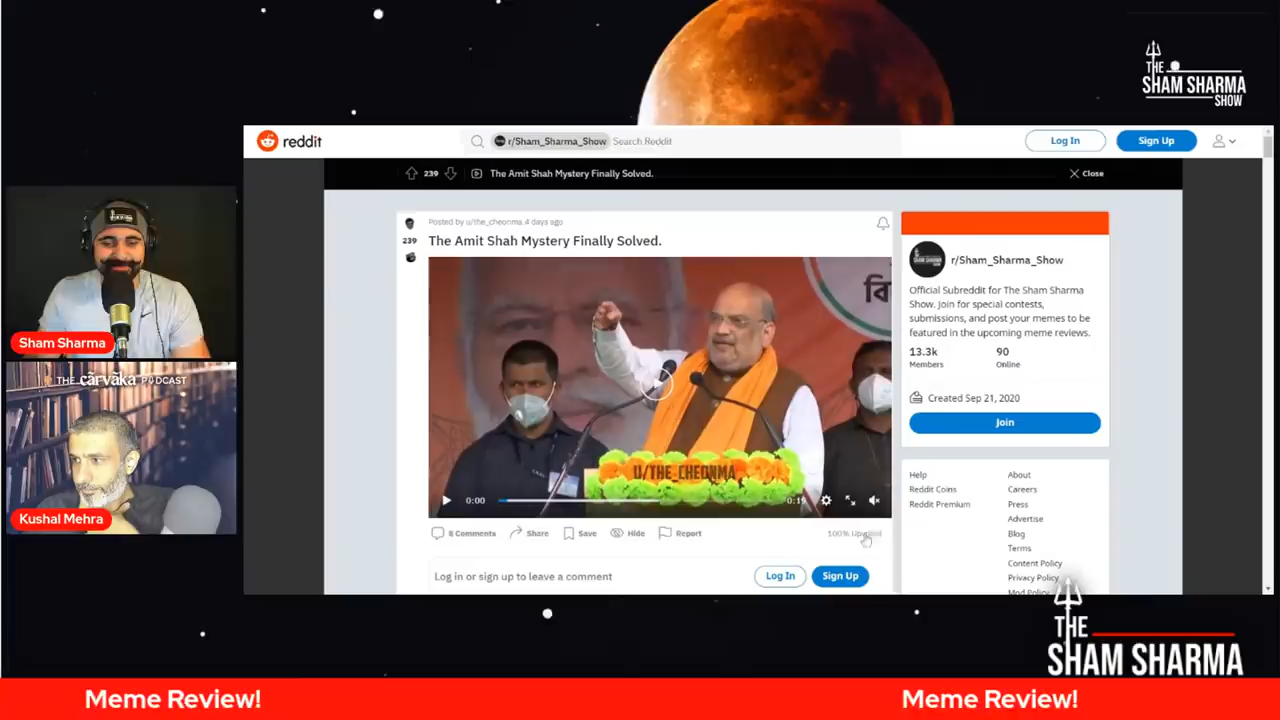 THE
SHAM SHARMA
SHOW
reddit
r/Sham_Sharma_Show
Search Reddit
Log In
Sign Up
239
The Amit Shah Mystery Finally Solved.
Close
Posted by u/the_cheonma 4 days ago
239
The Amit Shah Mystery Finally Solved.
বি
U/THE_CHEONMA
0:00
0:19
8 Comments
Share
Save
Hide
Report
100% Upvoted
Log in or sign up to leave a comment
Log In
Sign Up
r/Sham_Sharma_Show
Official Subreddit for The Sham Sharma
Show. Join for special contests,
submissions, and post your memes to be
featured in the upcoming meme reviews.
13.3k
90
Members
Online
Created Sep 21, 2020
Join
Help
About
Reddit Coins
Careers
Reddit Premium
Press
Advertise
Blog
Terms
Content Policy
Privacy Policy
Mod Policy
Sham Sharma
THE cārvāka PODCAST
Kushal Mehra
THE
SHAM SHARMA
Meme Review!
Meme Review!